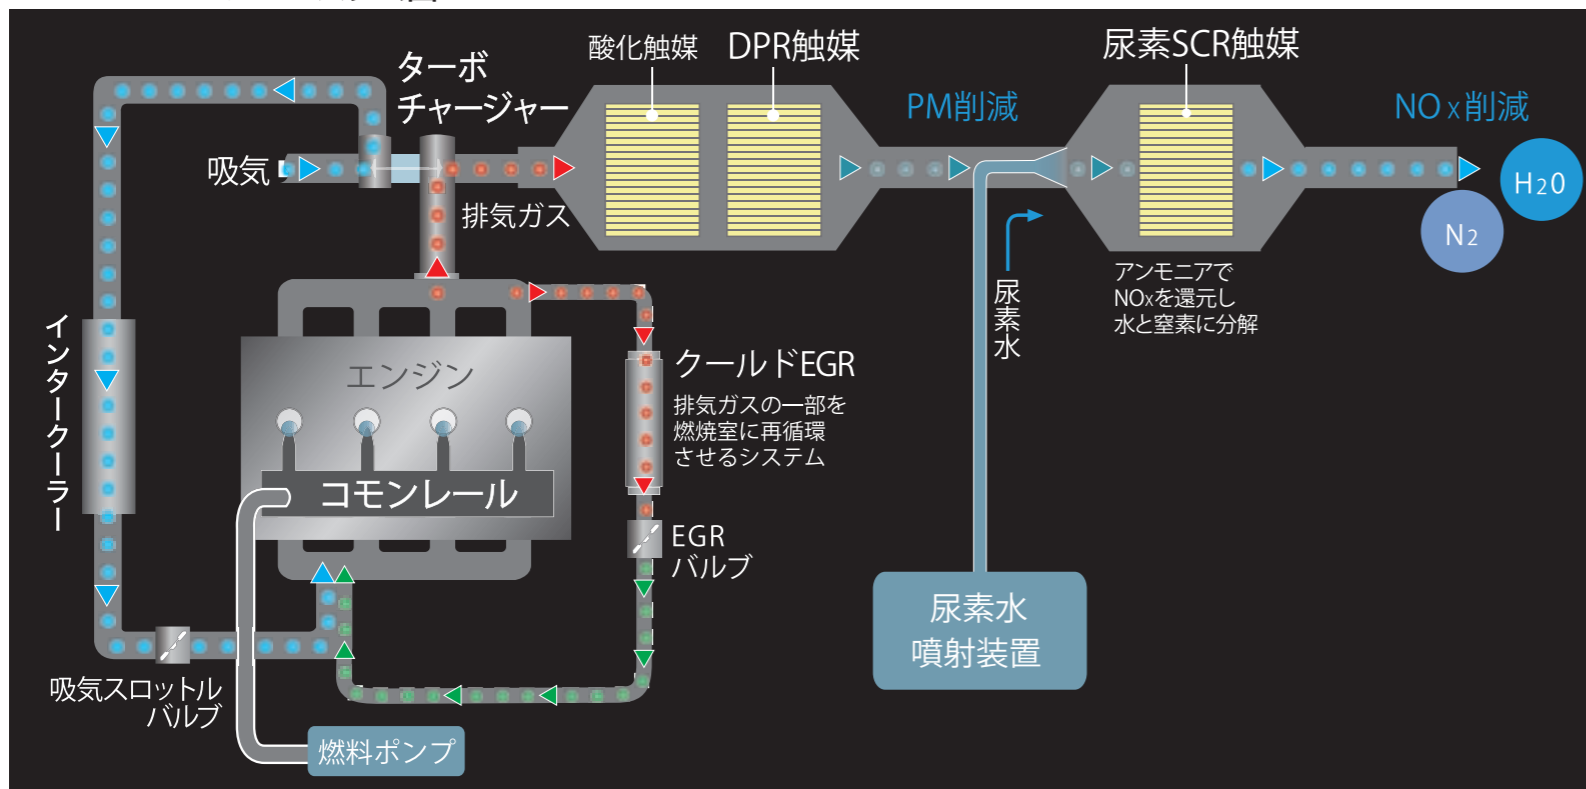 酸化触媒
DPR触媒
尿素SCR触媒
ターボ
チャージャー
PM削減
NOx削減
吸気
排気ガス
H2O
N2
アンモニアで
NOxを還元し
水と窒素に分解
尿素水
インタークーラー
エンジン
クールドEGR
排気ガスの一部を
燃焼室に再循環
させるシステム
コモンレール
EGR
バルブ
尿素水
噴射装置
吸気スロットル
バルブ
燃料ポンプ